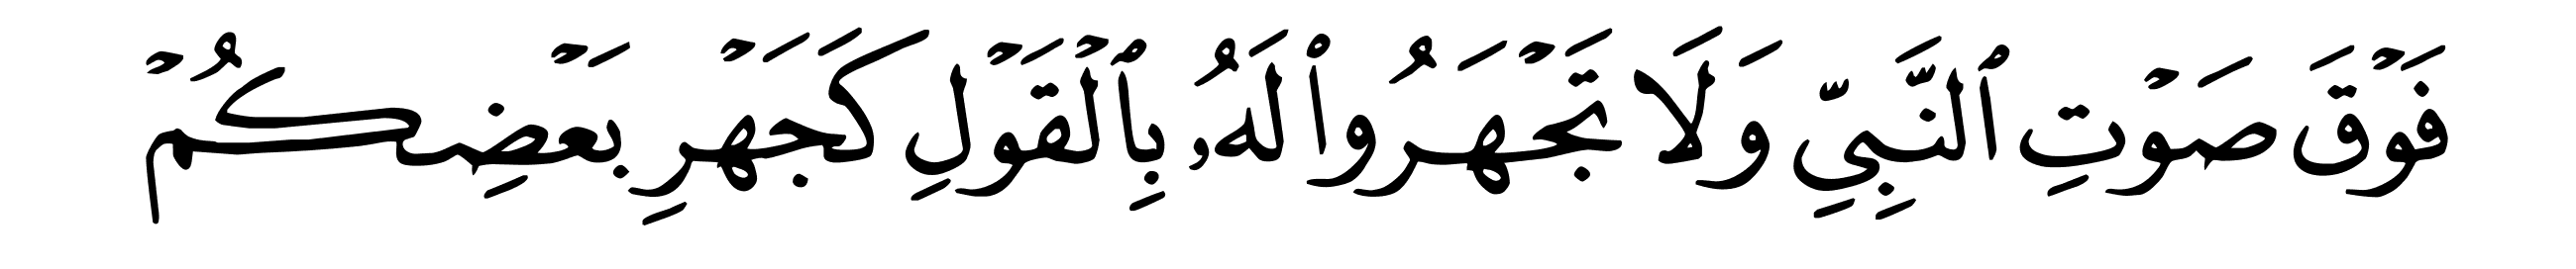 فَوۡقَ صَوۡتِ ٱلنَّبِيِّ وَلَا تَجۡهَرُواْ لَهُۥ بِٱلۡقَوۡلِ كَجَهۡرِ بَعۡضِكُمۡ